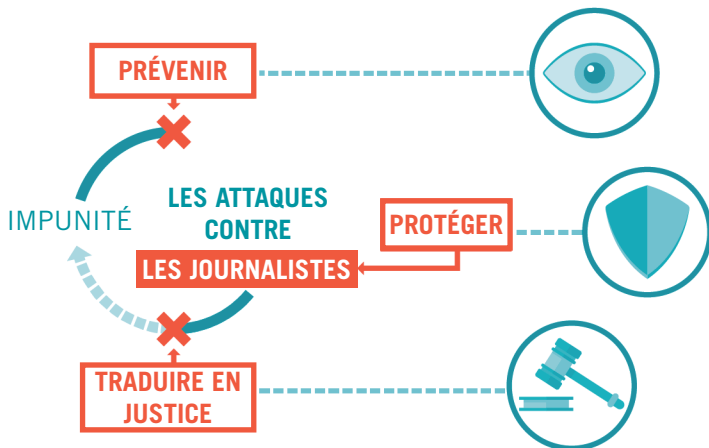 PRÉVENIR
IMPUNITÉ
LES ATTAQUES
CONTRE
LES JOURNALISTES
PROTÉGER
TRADUIRE EN
JUSTICE